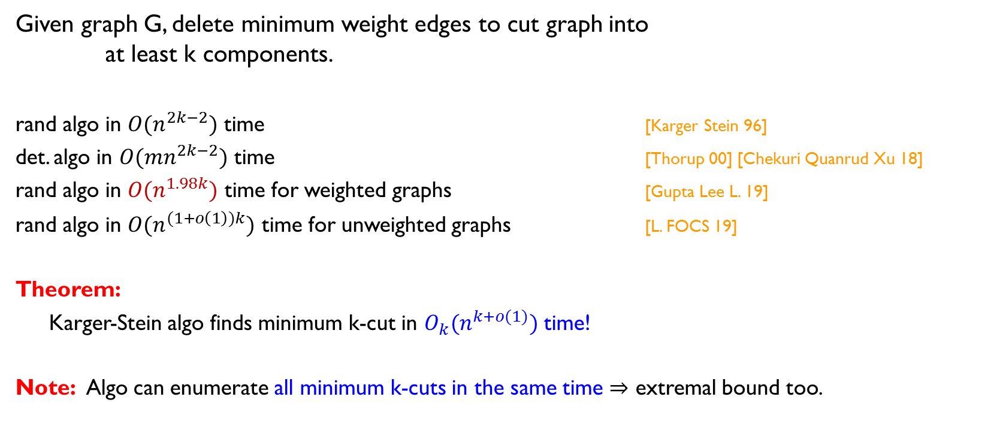 Given graph G, delete minimum weight edges to cut graph into
at least k components.
rand algo in O(n^{2k−2}) time [Karger Stein 96]
det. algo in O(mn^{2k−2}) time [Thorup 00] [Chekuri Quanrud Xu 18]
rand algo in O(n^{1.98k}) time for weighted graphs [Gupta Lee L. 19]
rand algo in O(n^{(1+o(1))k}) time for unweighted graphs [L. FOCS 19]
Theorem:
Karger-Stein algo finds minimum k-cut in O_k(n^{k+o(1)}) time!
Note: Algo can enumerate all minimum k-cuts in the same time ⇒ extremal bound too.